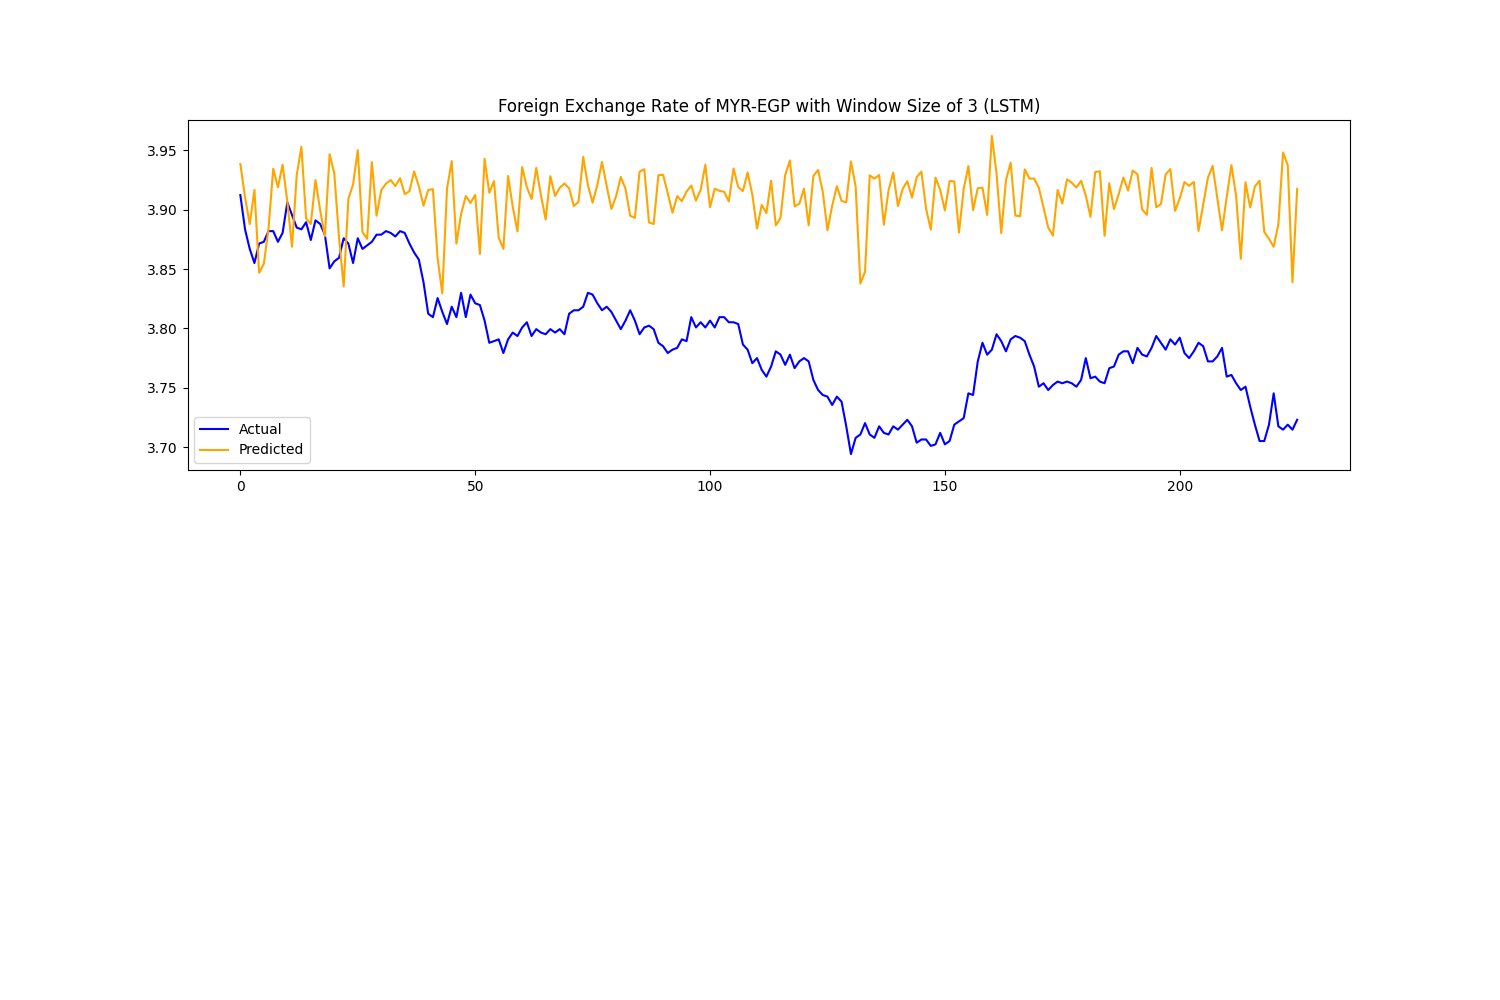 Foreign Exchange Rate of MYR-EGP with Window Size of 3 (LSTM)
3.95
3.90
3.85
3.80
3.75
3.70
Actual
Predicted
0 50 100 150 200